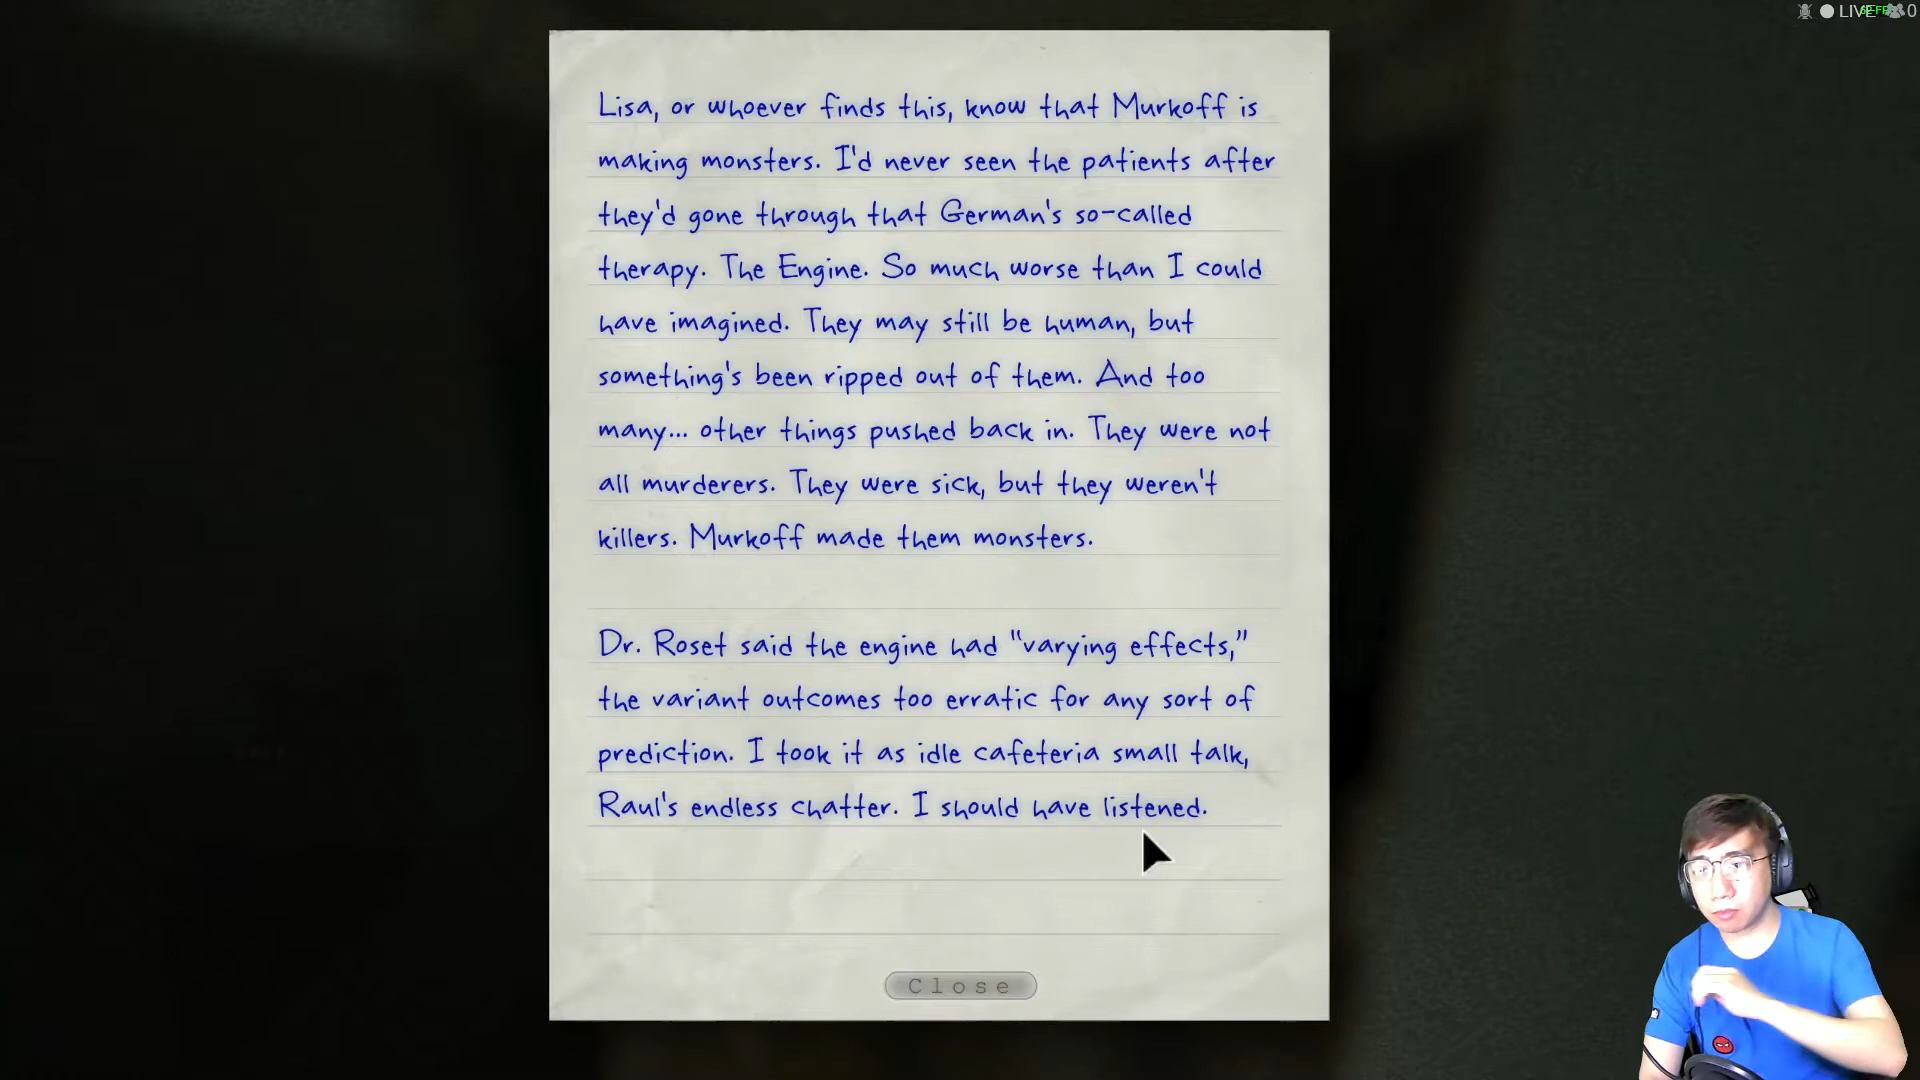 LIVE 0
Lisa, or whoever finds this, know that Murkoff is
making monsters. I'd never seen the patients after
they'd gone through that German's so-called
therapy. The Engine. So much worse than I could
have imagined. They may still be human, but
something's been ripped out of them. And too
many... other things pushed back in. They were not
all murderers. They were sick, but they weren't
killers. Murkoff made them monsters.
Dr. Roset said the engine had "varying effects,"
the variant outcomes too erratic for any sort of
prediction. I took it as idle cafeteria small talk,
Raul's endless chatter. I should have listened.
Close